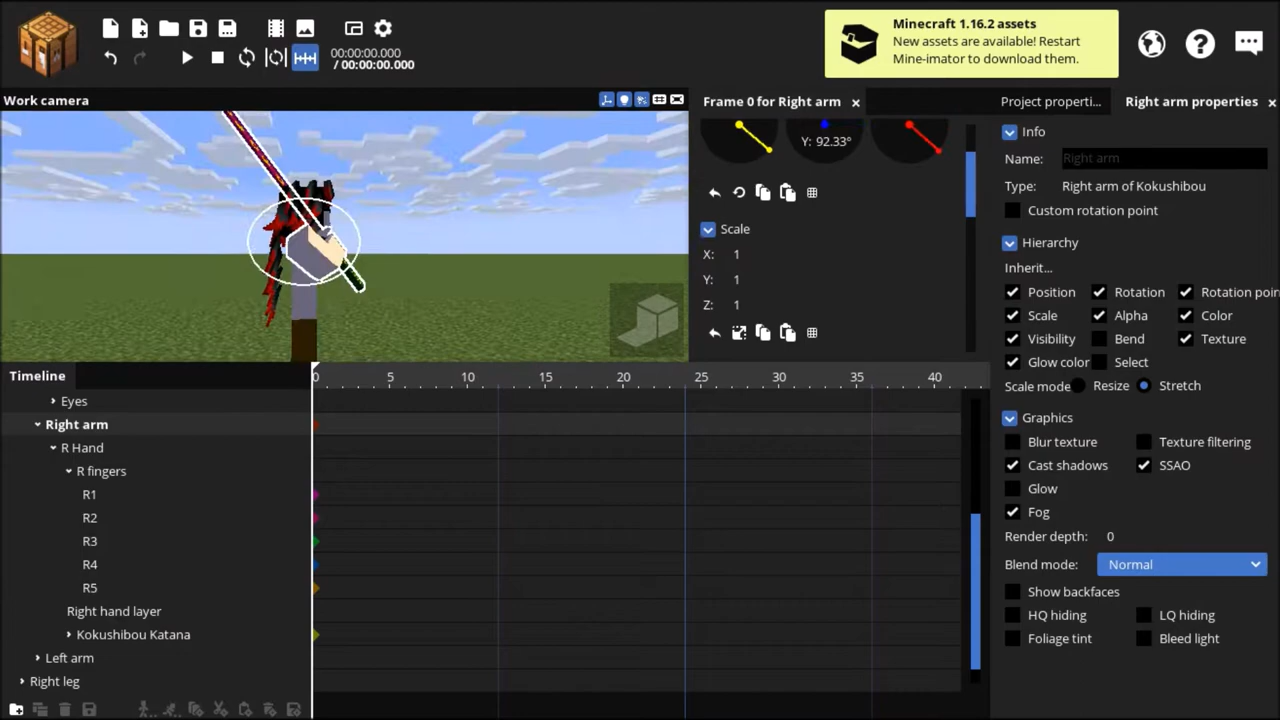 00:00:00.000
/ 00:00:00.000
Minecraft 1.16.2 assets
New assets are available! Restart
Mine-imator to download them.
Work camera
Frame 0 for Right arm
Project properti...
Right arm properties
Y: 92.33°
Scale
X: 1
Y: 1
Z: 1
Info
Name: Right arm
Type: Right arm of Kokushibou
Custom rotation point
Hierarchy
Inherit...
Position Rotation Rotation poin
Scale Alpha Color
Visibility Bend Texture
Glow color Select
Scale mode Resize Stretch
Graphics
Blur texture Texture filtering
Cast shadows SSAO
Glow
Fog
Render depth: 0
Blend mode: Normal
Show backfaces
HQ hiding LQ hiding
Foliage tint Bleed light
Timeline
0 5 10 15 20 25 30 35 40
Eyes
Right arm
R Hand
R fingers
R1
R2
R3
R4
R5
Right hand layer
Kokushibou Katana
Left arm
Right leg